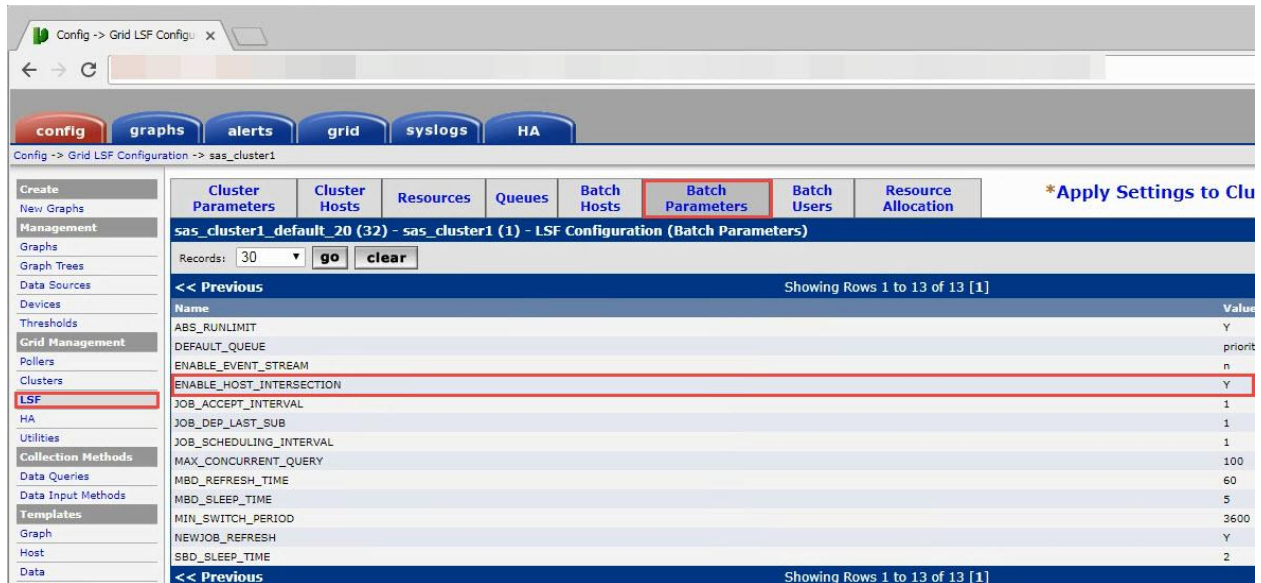 Config -> Grid LSF Configu
config graphs alerts grid syslogs HA
Config -> Grid LSF Configuration -> sas_cluster1
Create
New Graphs
Management
Graphs
Graph Trees
Data Sources
Devices
Thresholds
Grid Management
Pollers
Clusters
LSF
HA
Utilities
Collection Methods
Data Queries
Data Input Methods
Templates
Graph
Host
Data
Cluster Parameters
Cluster Hosts
Resources
Queues
Batch Hosts
Batch Parameters
Batch Users
Resource Allocation
*Apply Settings to Clu
sas_cluster1_default_20 (32) - sas_cluster1 (1) - LSF Configuration (Batch Parameters)
Records: 30 go clear
<< Previous Showing Rows 1 to 13 of 13 [1]
Name Value
ABS_RUNLIMIT Y
DEFAULT_QUEUE priorit
ENABLE_EVENT_STREAM n
ENABLE_HOST_INTERSECTION Y
JOB_ACCEPT_INTERVAL 1
JOB_DEP_LAST_SUB 1
JOB_SCHEDULING_INTERVAL 1
MAX_CONCURRENT_QUERY 100
MBD_REFRESH_TIME 60
MBD_SLEEP_TIME 5
MIN_SWITCH_PERIOD 3600
NEWJOB_REFRESH Y
SBD_SLEEP_TIME 2
<< Previous Showing Rows 1 to 13 of 13 [1]